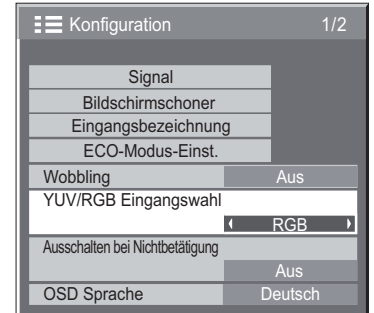 Konfiguration 1/2
Signal
Bildschirmschoner
Eingangsbezeichnung
ECO-Modus-Einst.
Wobbling Aus
YUV/RGB Eingangswahl
RGB
Ausschalten bei Nichtbetätigung
Aus
OSD Sprache Deutsch